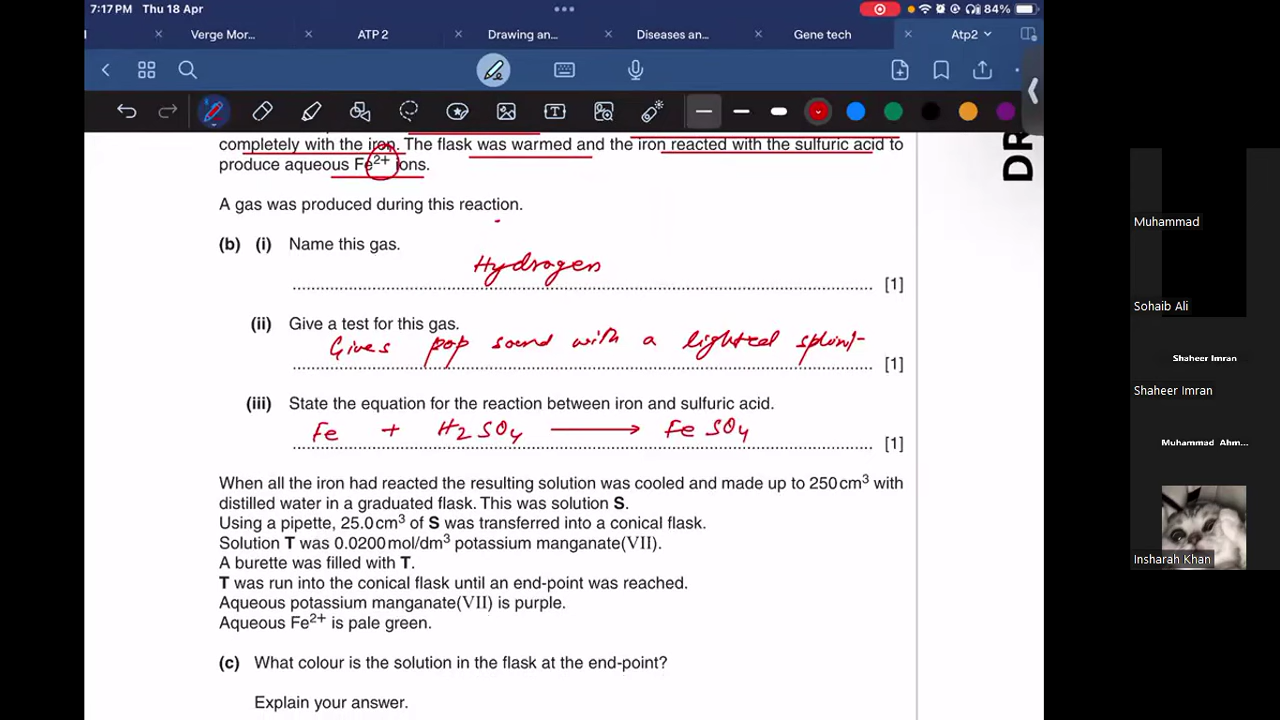 7:17 PM Thu 18 Apr
84%
Verge Mor...
ATP 2
Drawing an...
Diseases an...
Gene tech
Atp2
completely with the iron. The flask was warmed and the iron reacted with the sulfuric acid to
produce aqueous Fe²⁺ ions.
DR
A gas was produced during this reaction.
(b) (i) Name this gas.
Hydrogen
[1]
(ii) Give a test for this gas.
Gives pop sound with a lighted splint
[1]
(iii) State the equation for the reaction between iron and sulfuric acid.
Fe + H₂SO₄ → FeSO₄
[1]
When all the iron had reacted the resulting solution was cooled and made up to 250 cm³ with
distilled water in a graduated flask. This was solution S.
Using a pipette, 25.0 cm³ of S was transferred into a conical flask.
Solution T was 0.0200 mol/dm³ potassium manganate(VII).
A burette was filled with T.
T was run into the conical flask until an end-point was reached.
Aqueous potassium manganate(VII) is purple.
Aqueous Fe²⁺ is pale green.
(c) What colour is the solution in the flask at the end-point?
Explain your answer.
Muhammad
Sohaib Ali
Shaheer Imran
Shaheer Imran
Muhammad Ahm...
Insharah Khan